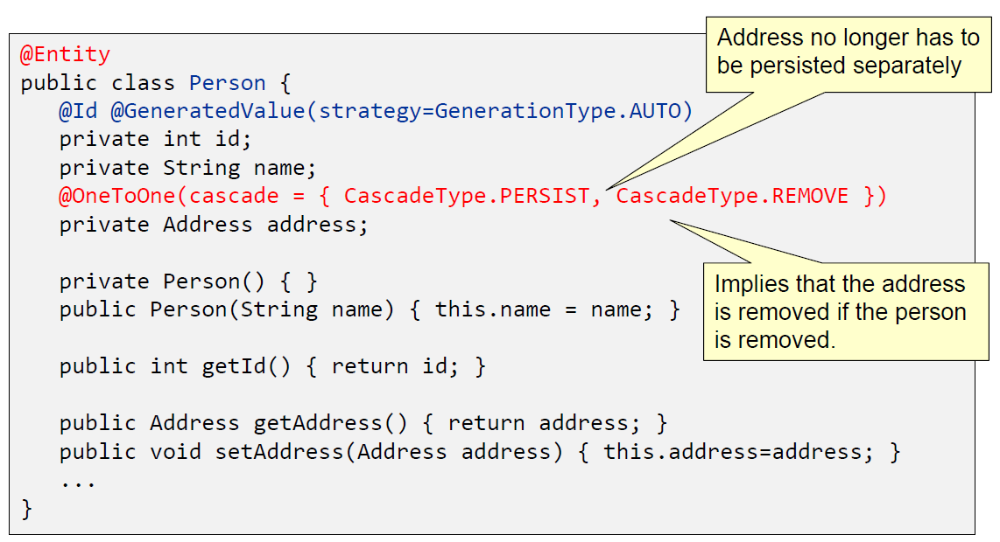 @Entity
public class Person {
@Id @GeneratedValue(strategy=GenerationType.AUTO)
private int id;
private String name;
@OneToOne(cascade = { CascadeType.PERSIST, CascadeType.REMOVE })
private Address address;
private Person() { }
public Person(String name) { this.name = name; }
public int getId() { return id; }
public Address getAddress() { return address; }
public void setAddress(Address address) { this.address=address; }
...
}
Address no longer has to
be persisted separately
Implies that the address
is removed if the person
is removed.